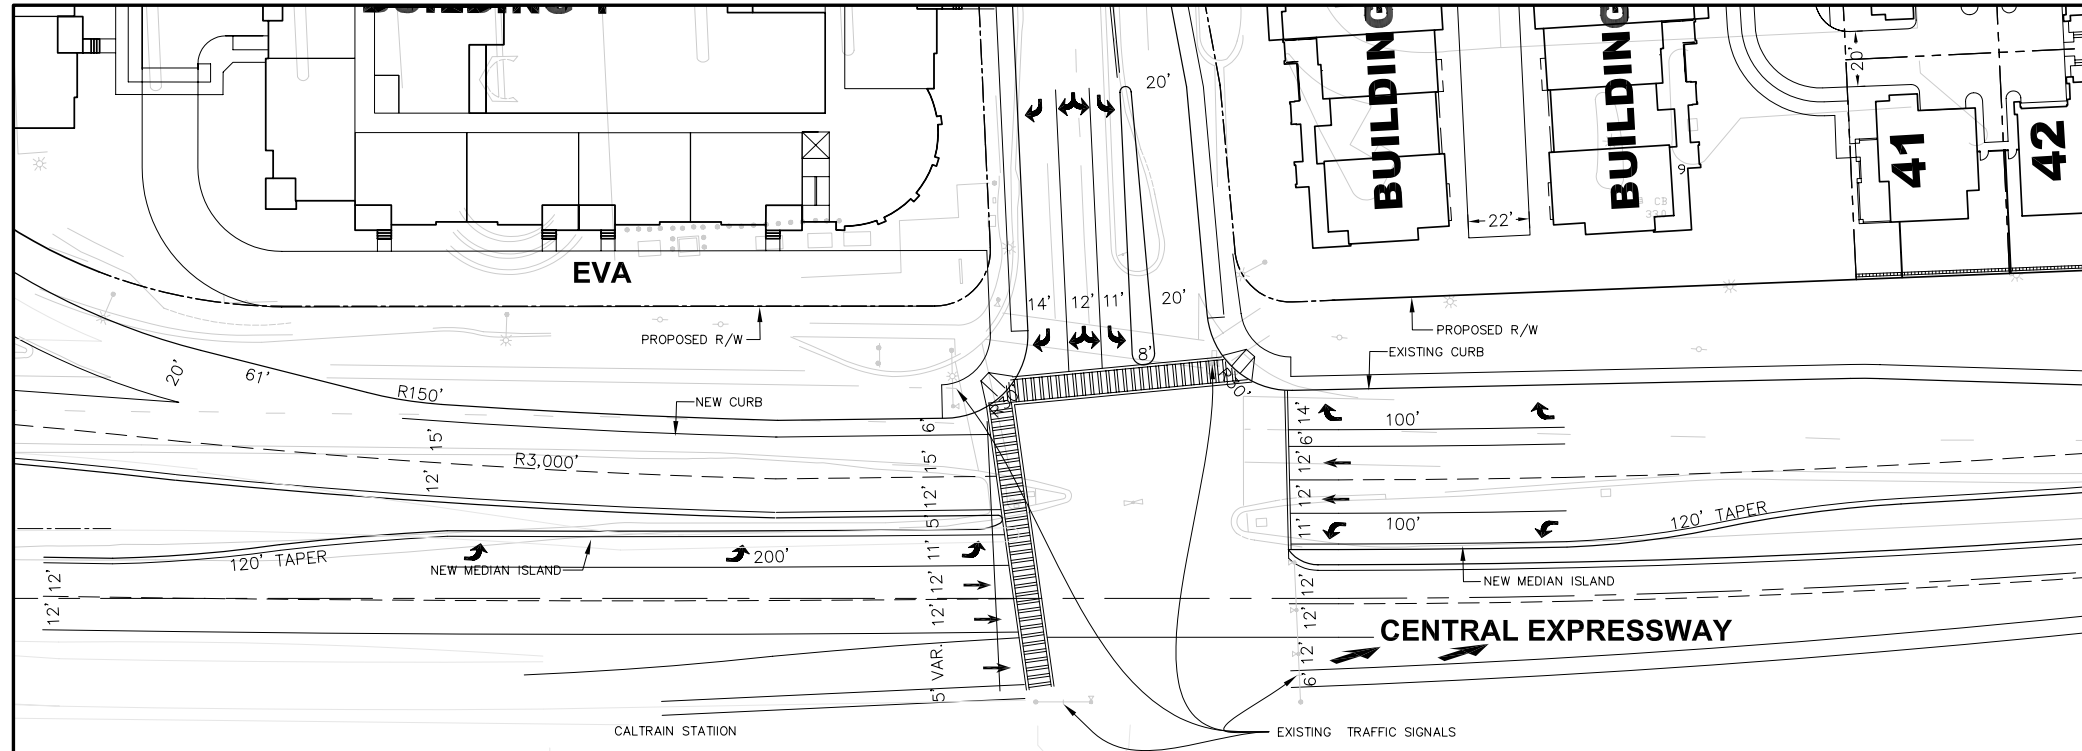 BUILDING
BUILDING
41
42
20'
20'
22'
9
CB
EVA
14'
12'
11'
20'
8'
PROPOSED R/W
PROPOSED R/W
EXISTING CURB
20'
61'
R150'
NEW CURB
6'
15'
12'
R3,000'
15'
12'
5'
11'
12'
12'
5' VAR.
14'
6'
12'
12'
11'
100'
100'
120' TAPER
120' TAPER
NEW MEDIAN ISLAND
200'
NEW MEDIAN ISLAND
12'
12'
12'
12'
12'
6'
CENTRAL EXPRESSWAY
CALTRAIN STATIION
EXISTING TRAFFIC SIGNALS